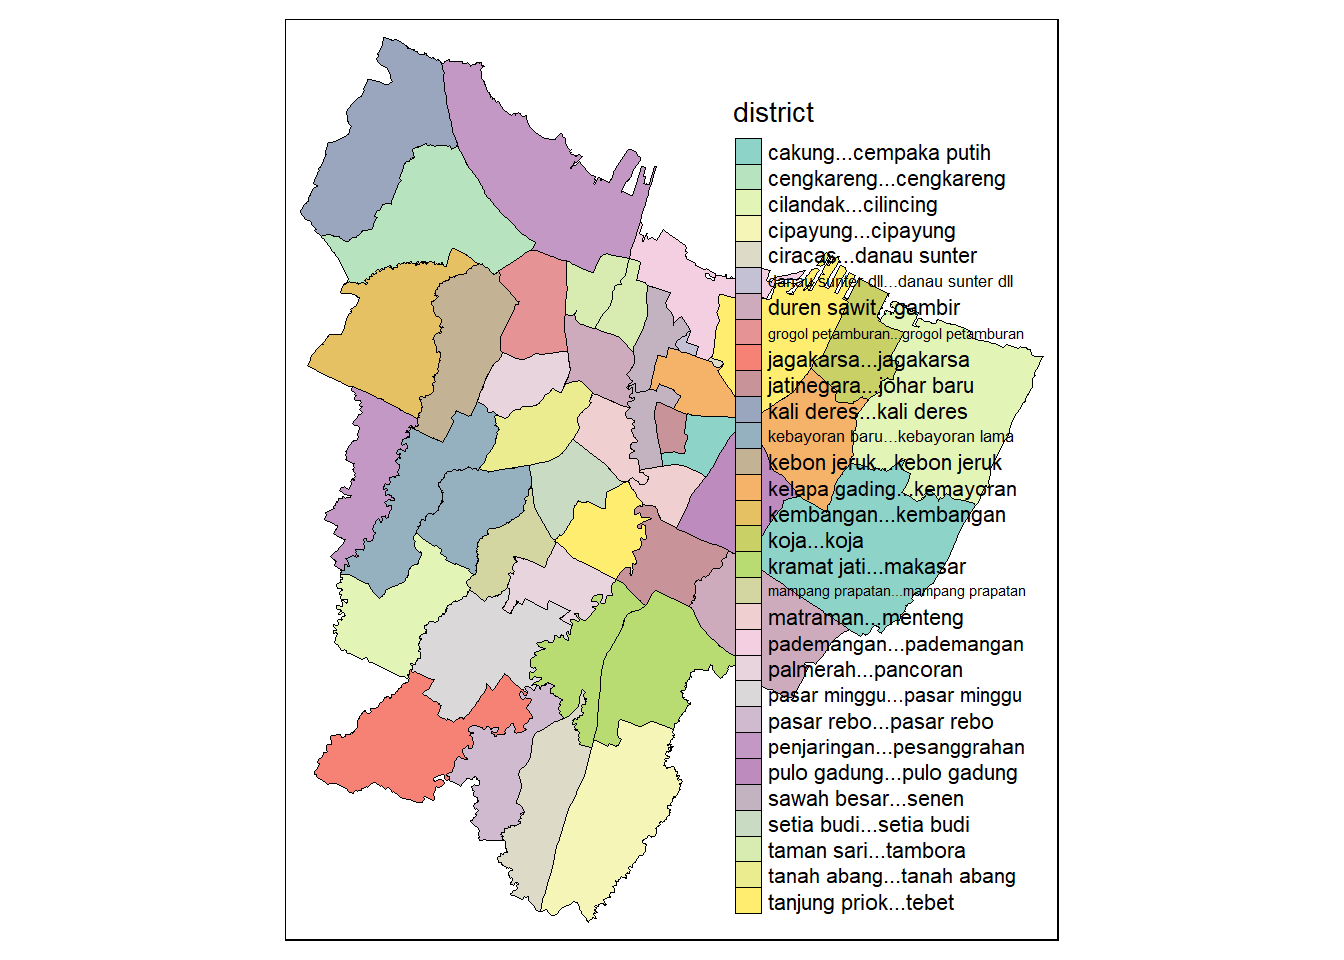 district
cakung...cempaka putih
cengkareng...cengkareng
cilandak...cilincing
cipayung...cipayung
ciracas...danau sunter
danau sunter dll...danau sunter dll
duren sawit...gambir
grogol petamburan...grogol petamburan
jagakarsa...jagakarsa
jatinegara...johar baru
kali deres...kali deres
kebayoran baru...kebayoran lama
kebon jeruk...kebon jeruk
kelapa gading...kemayoran
kembangan...kembangan
koja...koja
kramat jati...makasar
mampang prapatan...mampang prapatan
matraman...menteng
pademangan...pademangan
palmerah...pancoran
pasar minggu...pasar minggu
pasar rebo...pasar rebo
penjaringan...pesanggrahan
pulo gadung...pulo gadung
sawah besar...senen
setia budi...setia budi
taman sari...tambora
tanah abang...tanah abang
tanjung priok...tebet